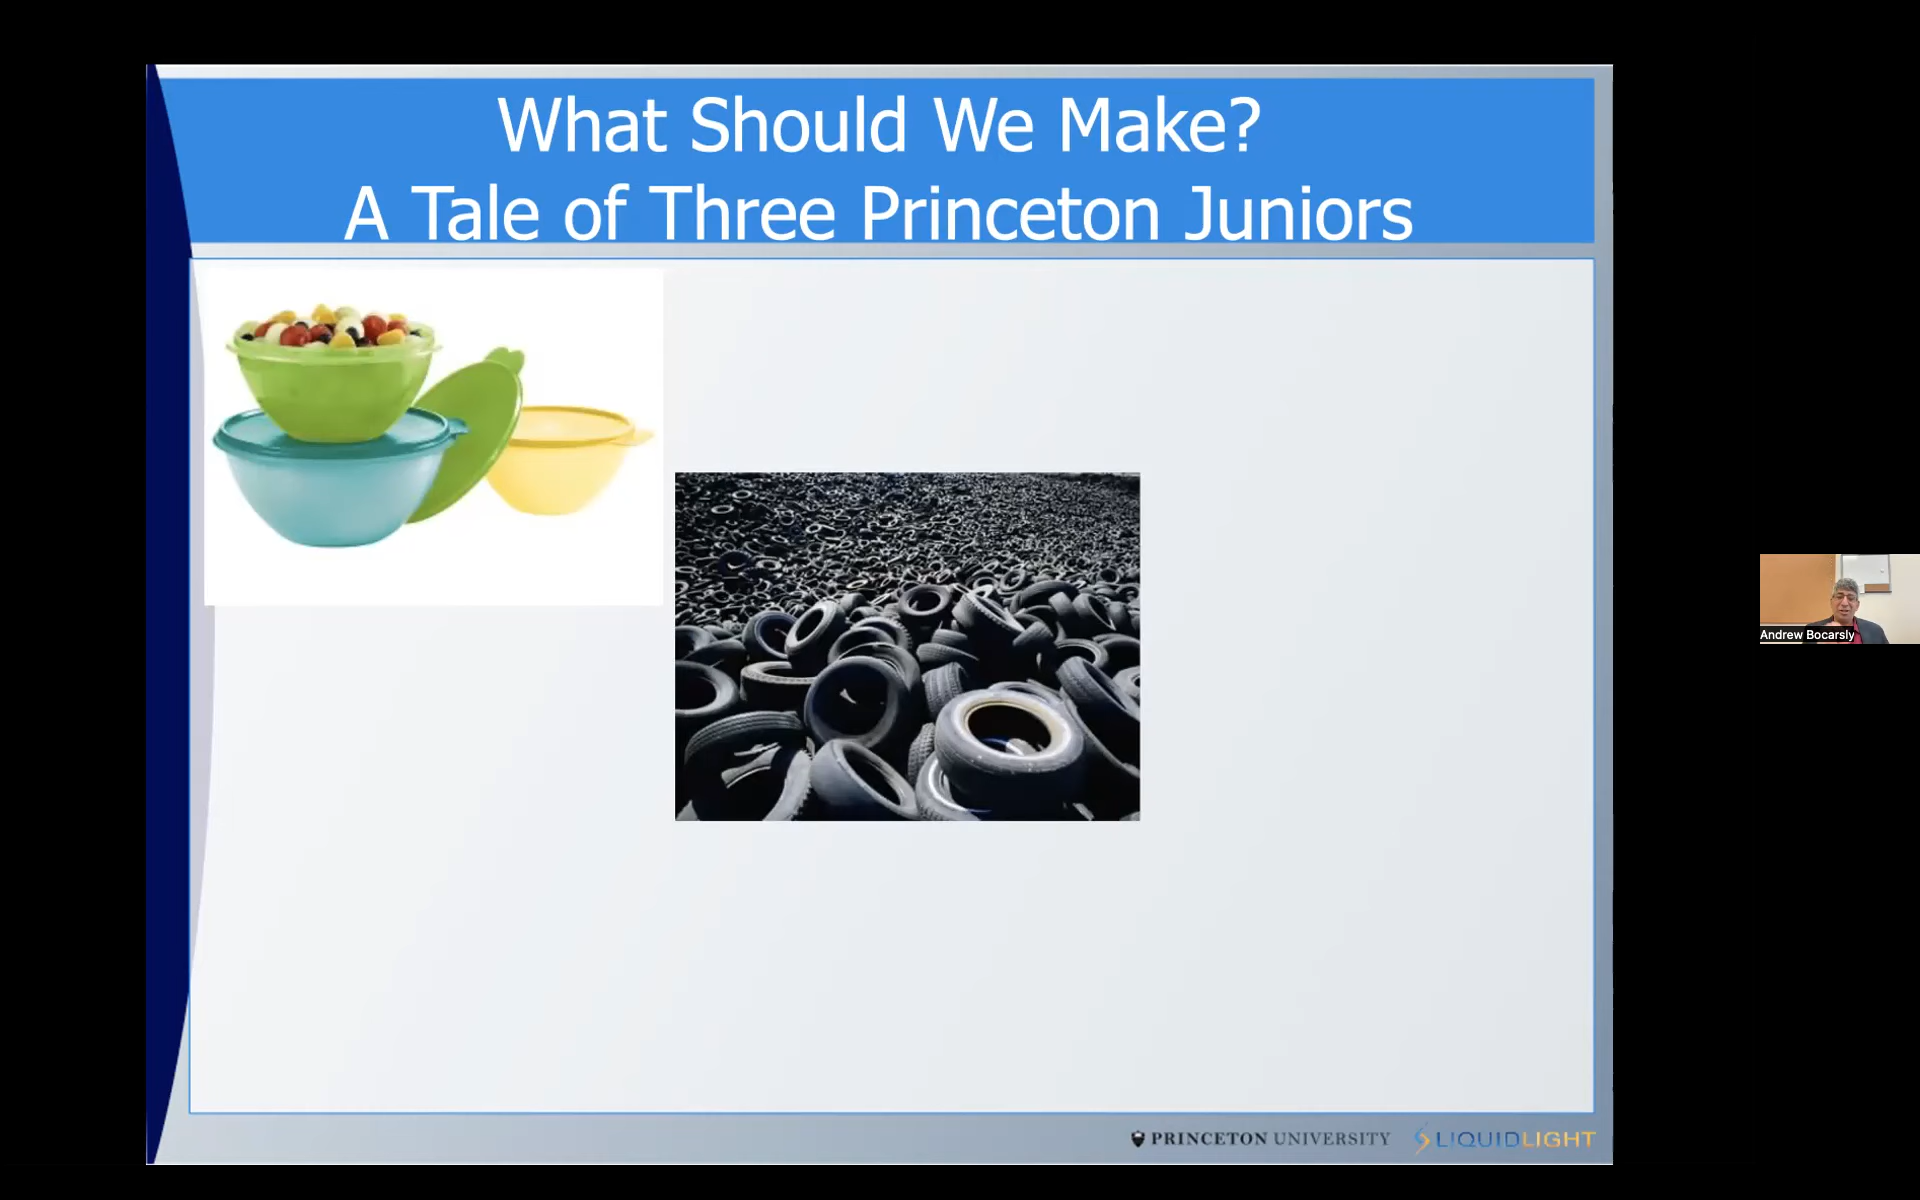 What Should We Make?
A Tale of Three Princeton Juniors
Andrew Bocarsly
PRINCETON UNIVERSITY
LIQUIDLIGHT